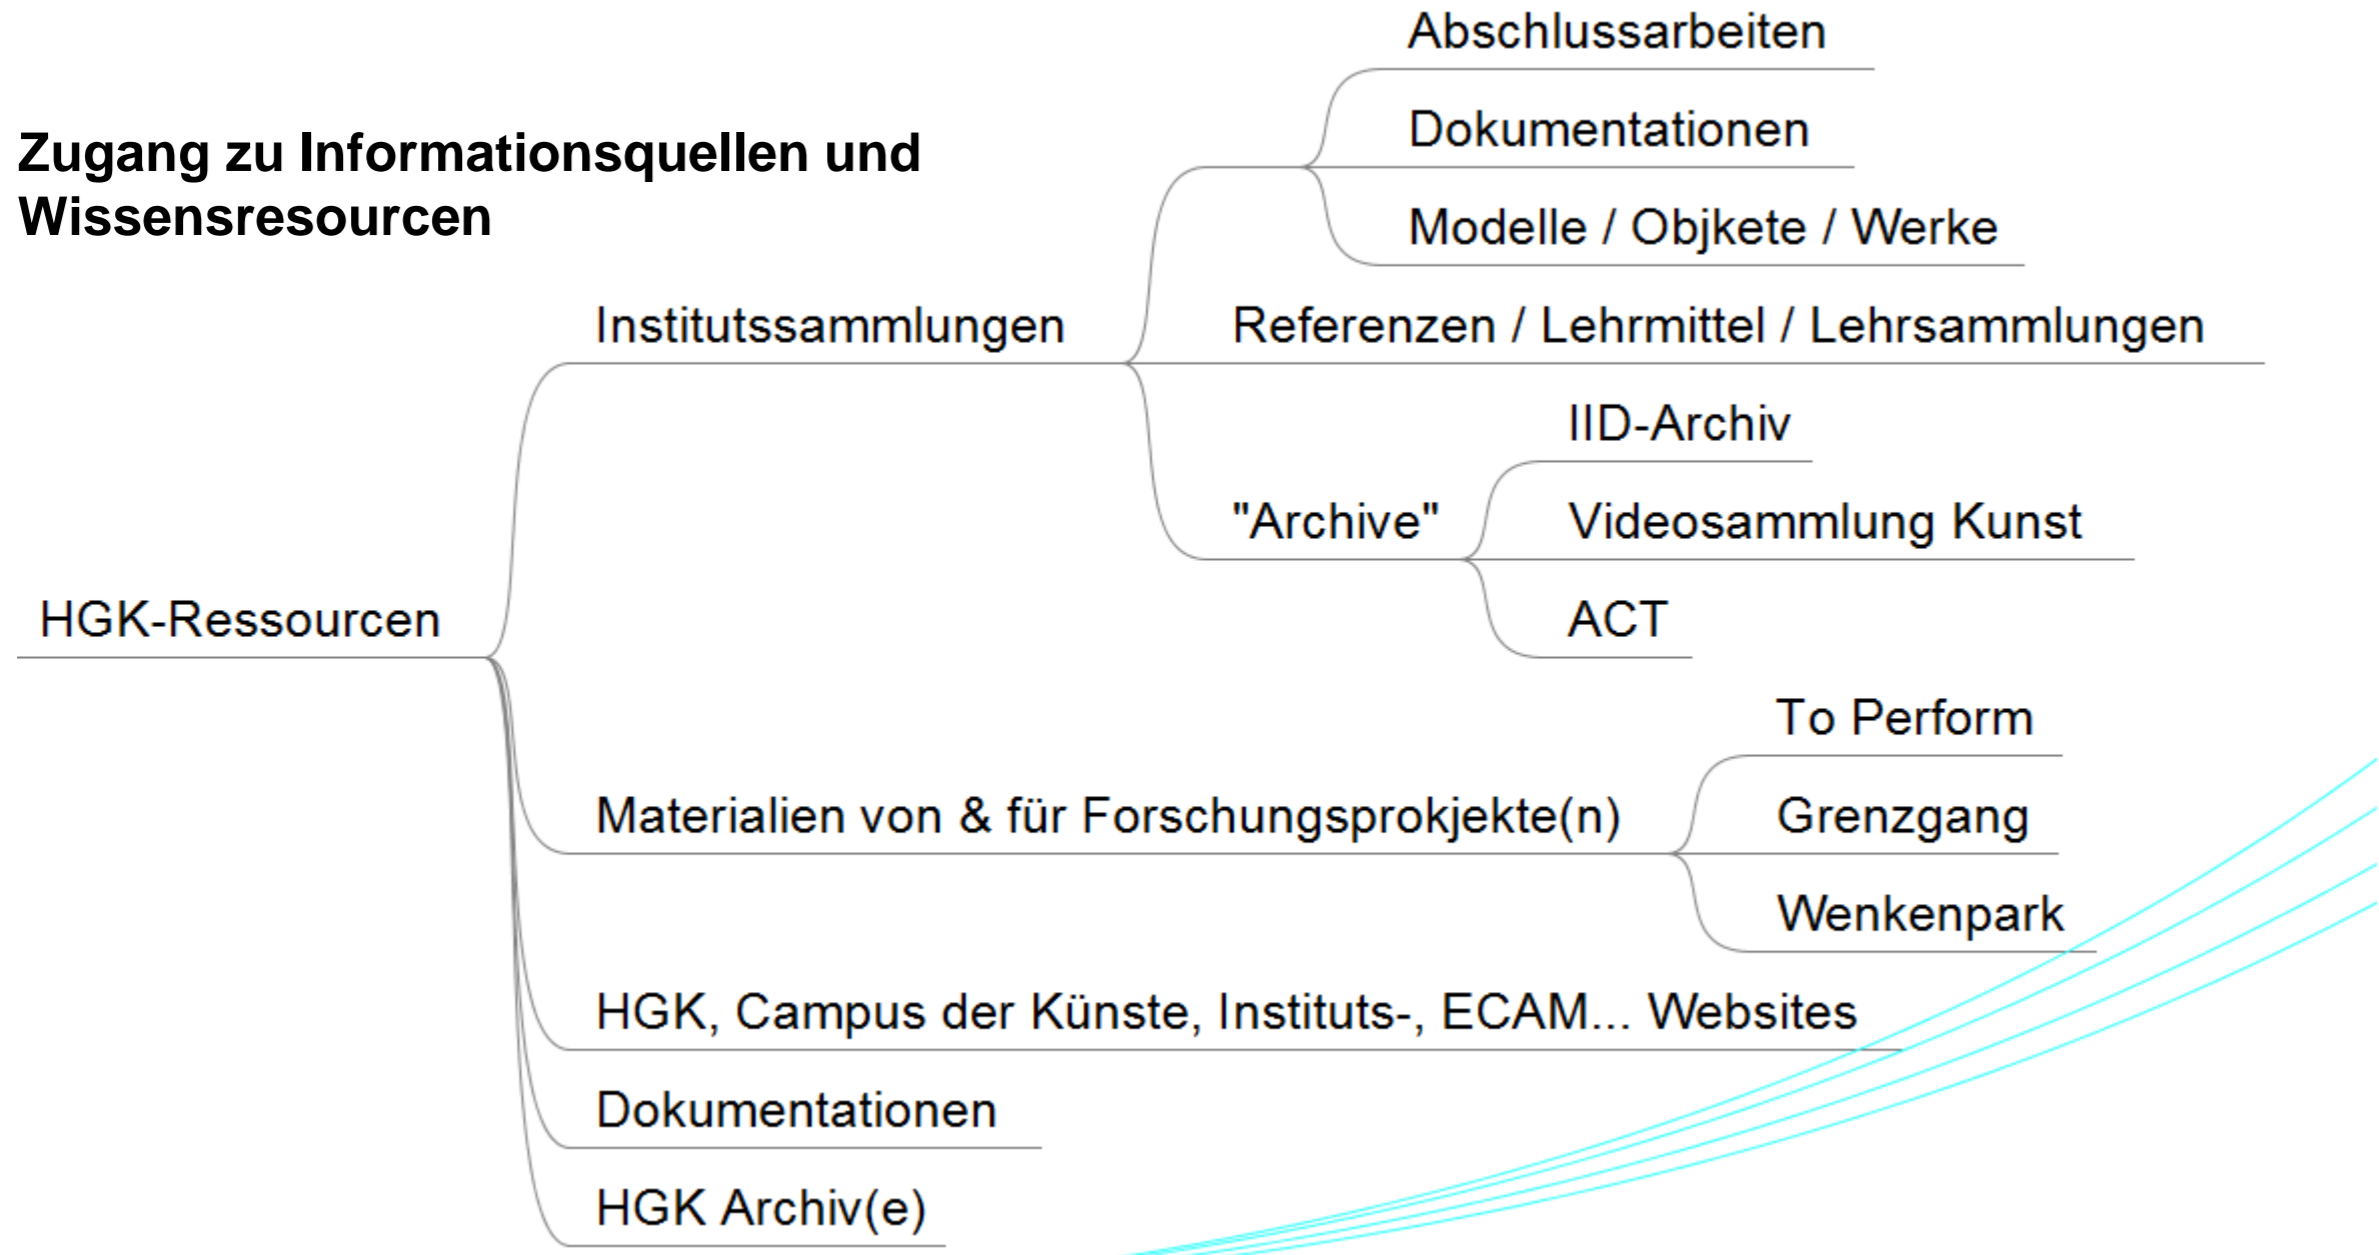 Zugang zu Informationsquellen und
Wissensresourcen
HGK-Ressourcen
Institutssammlungen
Abschlussarbeiten
Dokumentationen
Modelle / Objkete / Werke
Referenzen / Lehrmittel / Lehrsammlungen
"Archive"
IID-Archiv
Videosammlung Kunst
ACT
Materialien von & für Forschungsprokjekte(n)
To Perform
Grenzgang
Wenkenpark
HGK, Campus der Künste, Instituts-, ECAM... Websites
Dokumentationen
HGK Archiv(e)